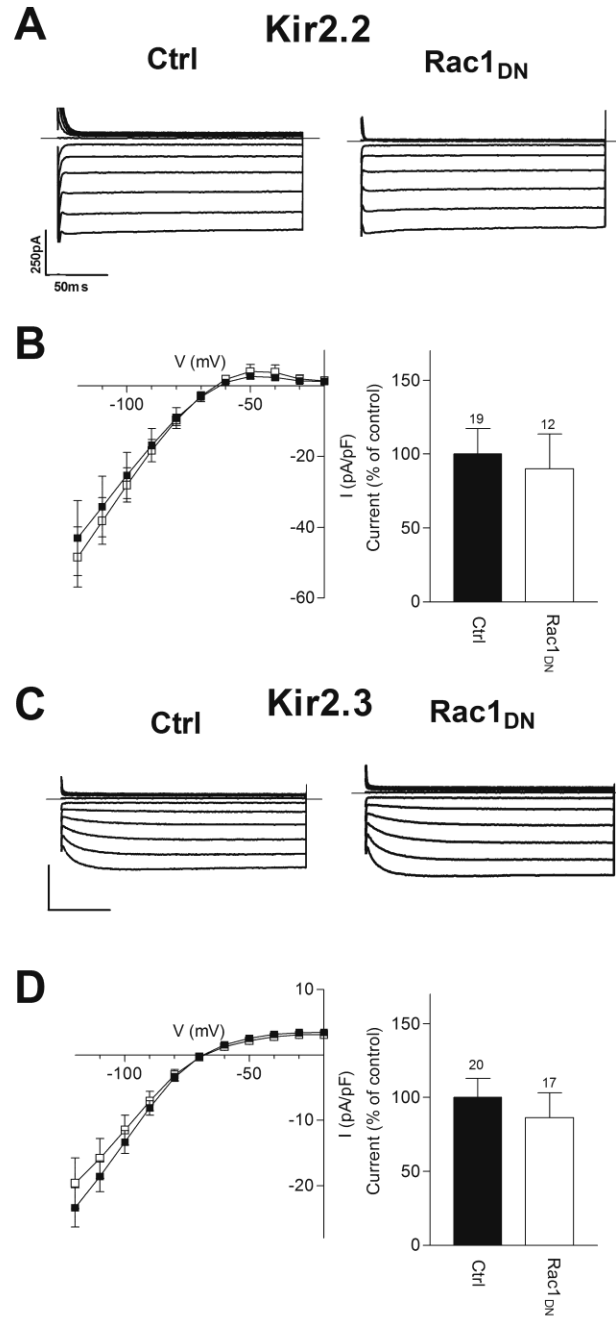 A
Kir2.2
Ctrl
Rac1DN
250pA
50ms
B
V (mV)
-100
-50
-20
-40
-60
I (pA/pF)
Current (% of control)
150
100
50
0
19
12
Ctrl
Rac1DN
C
Kir2.3
Ctrl
Rac1DN
D
10
V (mV)
-100
-50
-10
-20
I (pA/pF)
Current (% of control)
150
100
50
0
20
17
Ctrl
Rac1DN